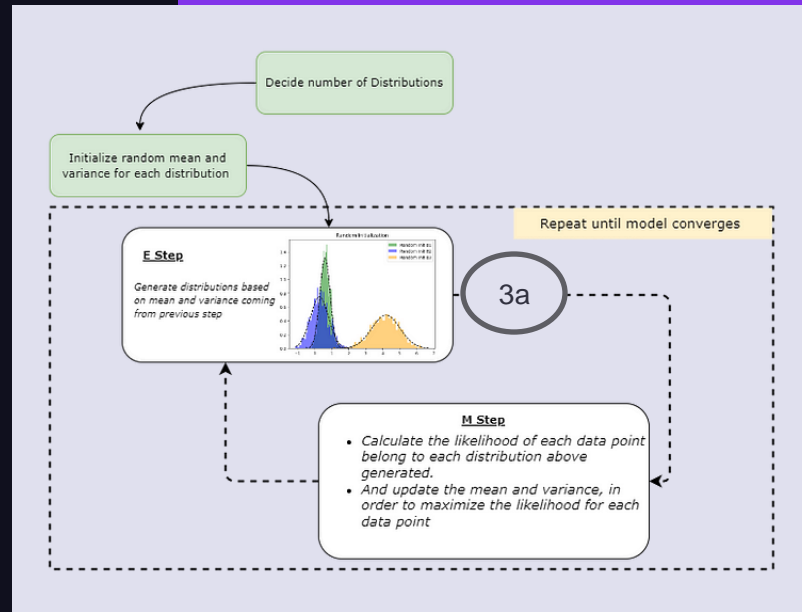 Decide number of Distributions
Initialize random mean and
variance for each distribution
Repeat until model converges
E Step
Generate distributions based
on mean and variance coming
from previous step
3a
M Step
• Calculate the likelihood of each data point
belong to each distribution above
generated.
• And update the mean and variance, in
order to maximize the likelihood for each
data point